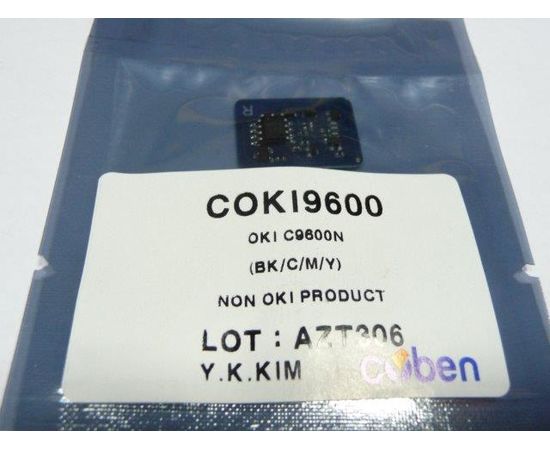 COKI9600
OKI C9600N
(BK/C/M/Y)
NON OKI PRODUCT
LOT : AZT306
Y.K.KIM
coben